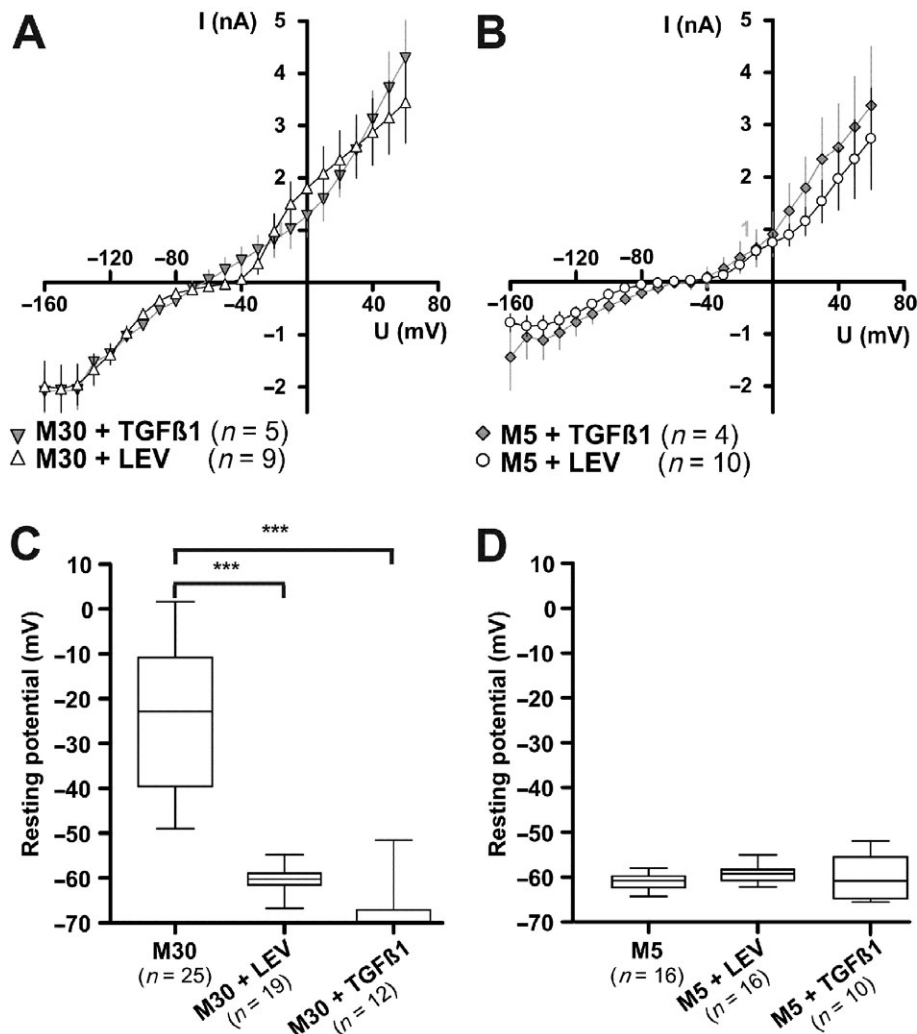 A
I (nA)
5
4
3
2
1
−120
−80
−160
−40
40
80
U (mV)
−1
−2
M30 + TGFß1 (n = 5)
M30 + LEV (n = 9)
B
I (nA)
5
4
3
2
1
−120
−80
−160
−40
40
80
U (mV)
−1
−2
M5 + TGFß1 (n = 4)
M5 + LEV (n = 10)
C
Resting potential (mV)
10
0
−10
−20
−30
−40
−50
−60
−70
***
***
M30
(n = 25)
M30 + LEV
(n = 19)
M30 + TGFß1
(n = 12)
D
Resting potential (mV)
10
0
−10
−20
−30
−40
−50
−60
−70
M5
(n = 16)
M5 + LEV
(n = 16)
M5 + TGFß1
(n = 10)